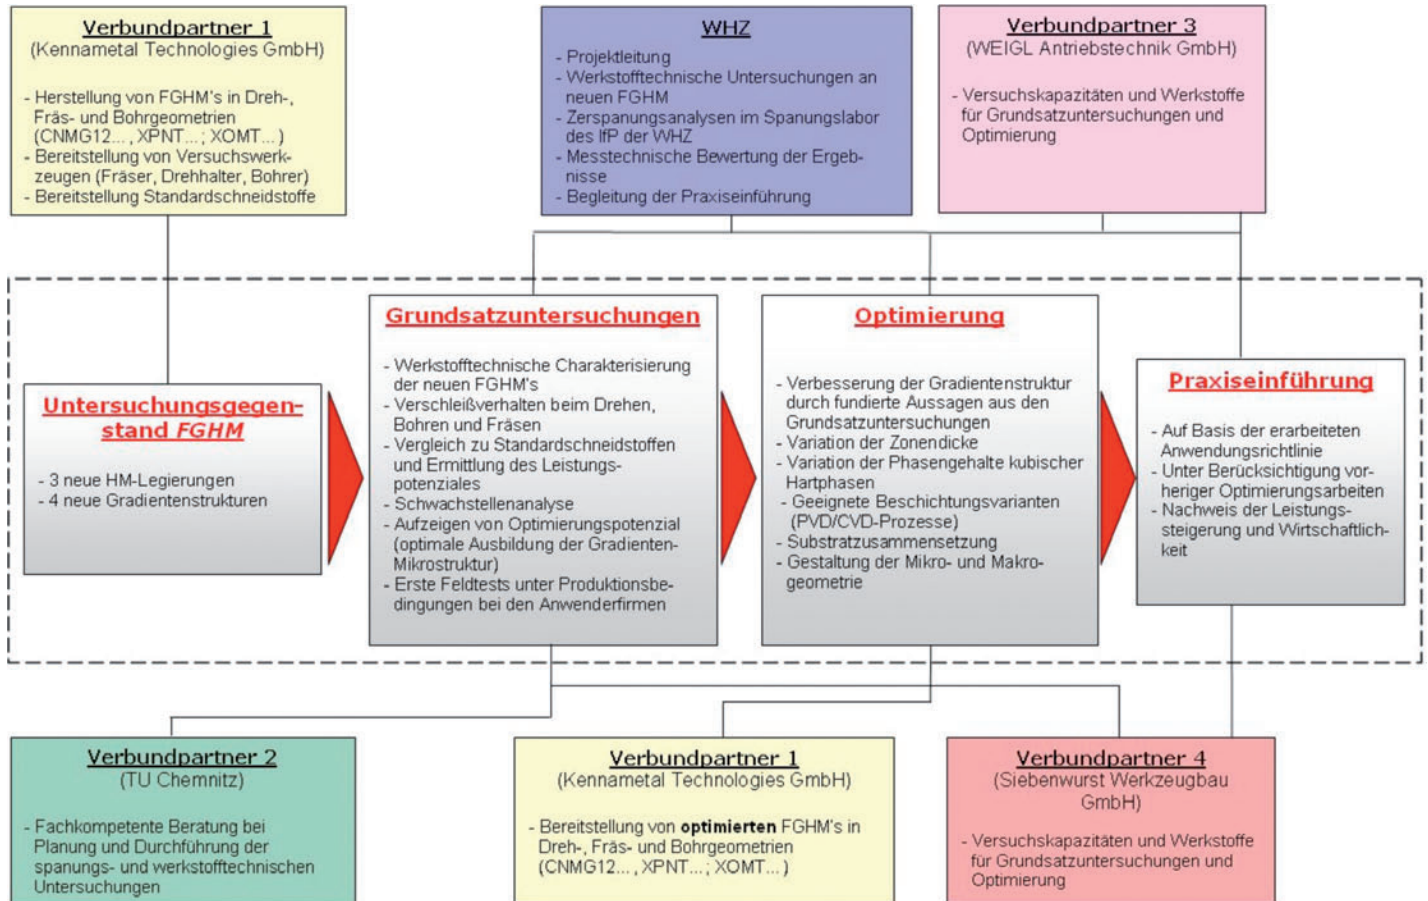 Verbundpartner 1
(Kennametal Technologies GmbH)
- Herstellung von FGHM's in Dreh-,
Fräs- und Bohrgeometrien
(CNMG12..., XPNT...; XOMT...)
- Bereitstellung von Versuchswerk-
zeugen (Fräser, Drehhalter, Bohrer)
- Bereitstellung Standardschneidstoffe
WHZ
- Projektleitung
- Werkstofftechnische Untersuchungen an
neuen FGHM
- Zerspanungsanalysen im Spanungslabor
des IfP der WHZ
- Messtechnische Bewertung der Ergeb-
nisse
- Begleitung der Praxiseinführung
Verbundpartner 3
(WEIGL Antriebstechnik GmbH)
- Versuchskapazitäten und Werkstoffe
für Grundsatzuntersuchungen und
Optimierung
Untersuchungsgegen-
stand FGHM
- 3 neue HM-Legierungen
- 4 neue Gradientenstrukturen
Grundsatzuntersuchungen
- Werkstofftechnische Charakterisierung
der neuen FGHM's
- Verschleißverhalten beim Drehen,
Bohren und Fräsen
- Vergleich zu Standardschneidstoffen
und Ermittlung des Leistungs-
potenziales
- Schwachstellenanalyse
- Aufzeigen von Optimierungspotenzial
(optimale Ausbildung der Gradienten-
Mikrostruktur)
- Erste Feldtests unter Produktionsbe-
dingungen bei den Anwenderfirmen
Optimierung
- Verbesserung der Gradientenstruktur
durch fundierte Aussagen aus den
Grundsatzuntersuchungen
- Variation der Zonendicke
- Variation der Phasengehalte kubischer
Hartphasen
- Geeignete Beschichtungsvarianten
(PVD/CVD-Prozesse)
- Substratzusammensetzung
- Gestaltung der Mikro- und Makro-
geometrie
Praxiseinführung
- Auf Basis der erarbeiteten
Anwendungsrichtlinie
- Unter Berücksichtigung vor-
heriger Optimierungsarbeiten
- Nachweis der Leistungs-
steigerung und Wirtschaftlich-
keit
Verbundpartner 2
(TU Chemnitz)
- Fachkompetente Beratung bei
Planung und Durchführung der
spanungs- und werkstofftechnischen
Untersuchungen
Verbundpartner 1
(Kennametal Technologies GmbH)
- Bereitstellung von optimierten FGHM's in
Dreh-, Fräs- und Bohrgeometrien
(CNMG12..., XPNT...; XOMT...)
Verbundpartner 4
(Siebenwurst Werkzeugbau
GmbH)
- Versuchskapazitäten und Werkstoffe
für Grundsatzuntersuchungen und
Optimierung